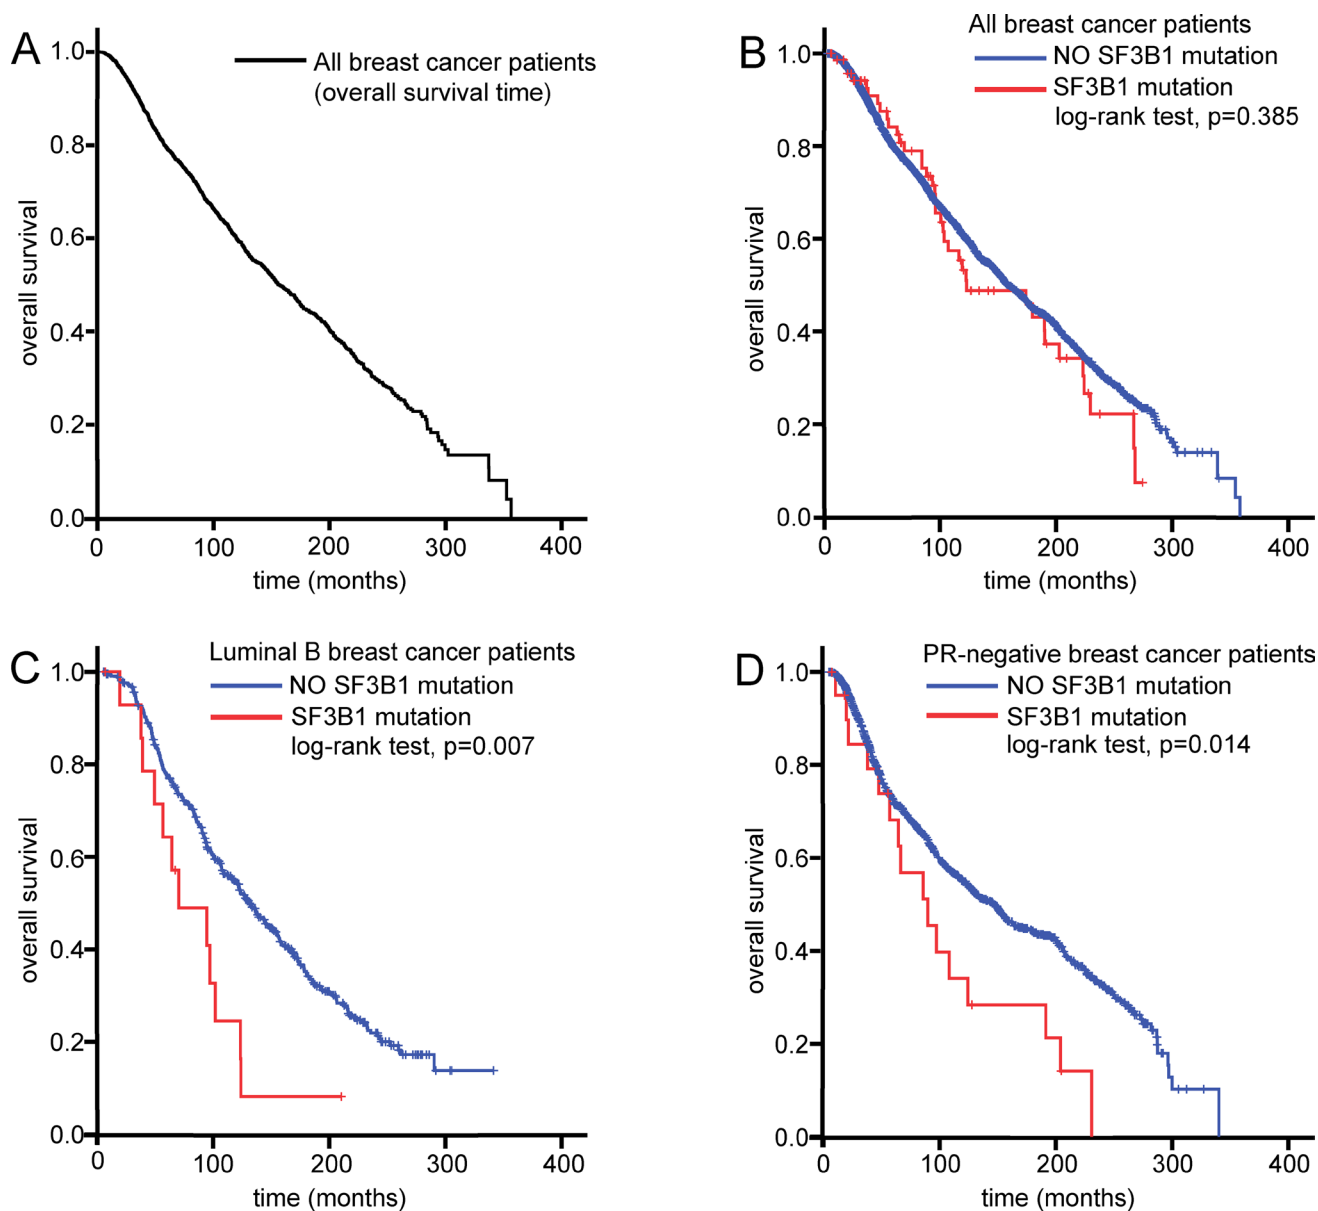 A
All breast cancer patients
(overall survival time)
1.0
0.8
0.6
0.4
0.2
0.0
overall survival
0
100
200
300
400
time (months)
B
All breast cancer patients
NO SF3B1 mutation
SF3B1 mutation
log-rank test, p=0.385
1.0
0.8
0.6
0.4
0.2
0.0
overall survival
0
100
200
300
400
time (months)
C
Luminal B breast cancer patients
NO SF3B1 mutation
SF3B1 mutation
log-rank test, p=0.007
1.0
0.8
0.6
0.4
0.2
0.0
overall survival
0
100
200
300
400
time (months)
D
PR-negative breast cancer patients
NO SF3B1 mutation
SF3B1 mutation
log-rank test, p=0.014
1.0
0.8
0.6
0.4
0.2
0.0
overall survival
0
100
200
300
400
time (months)